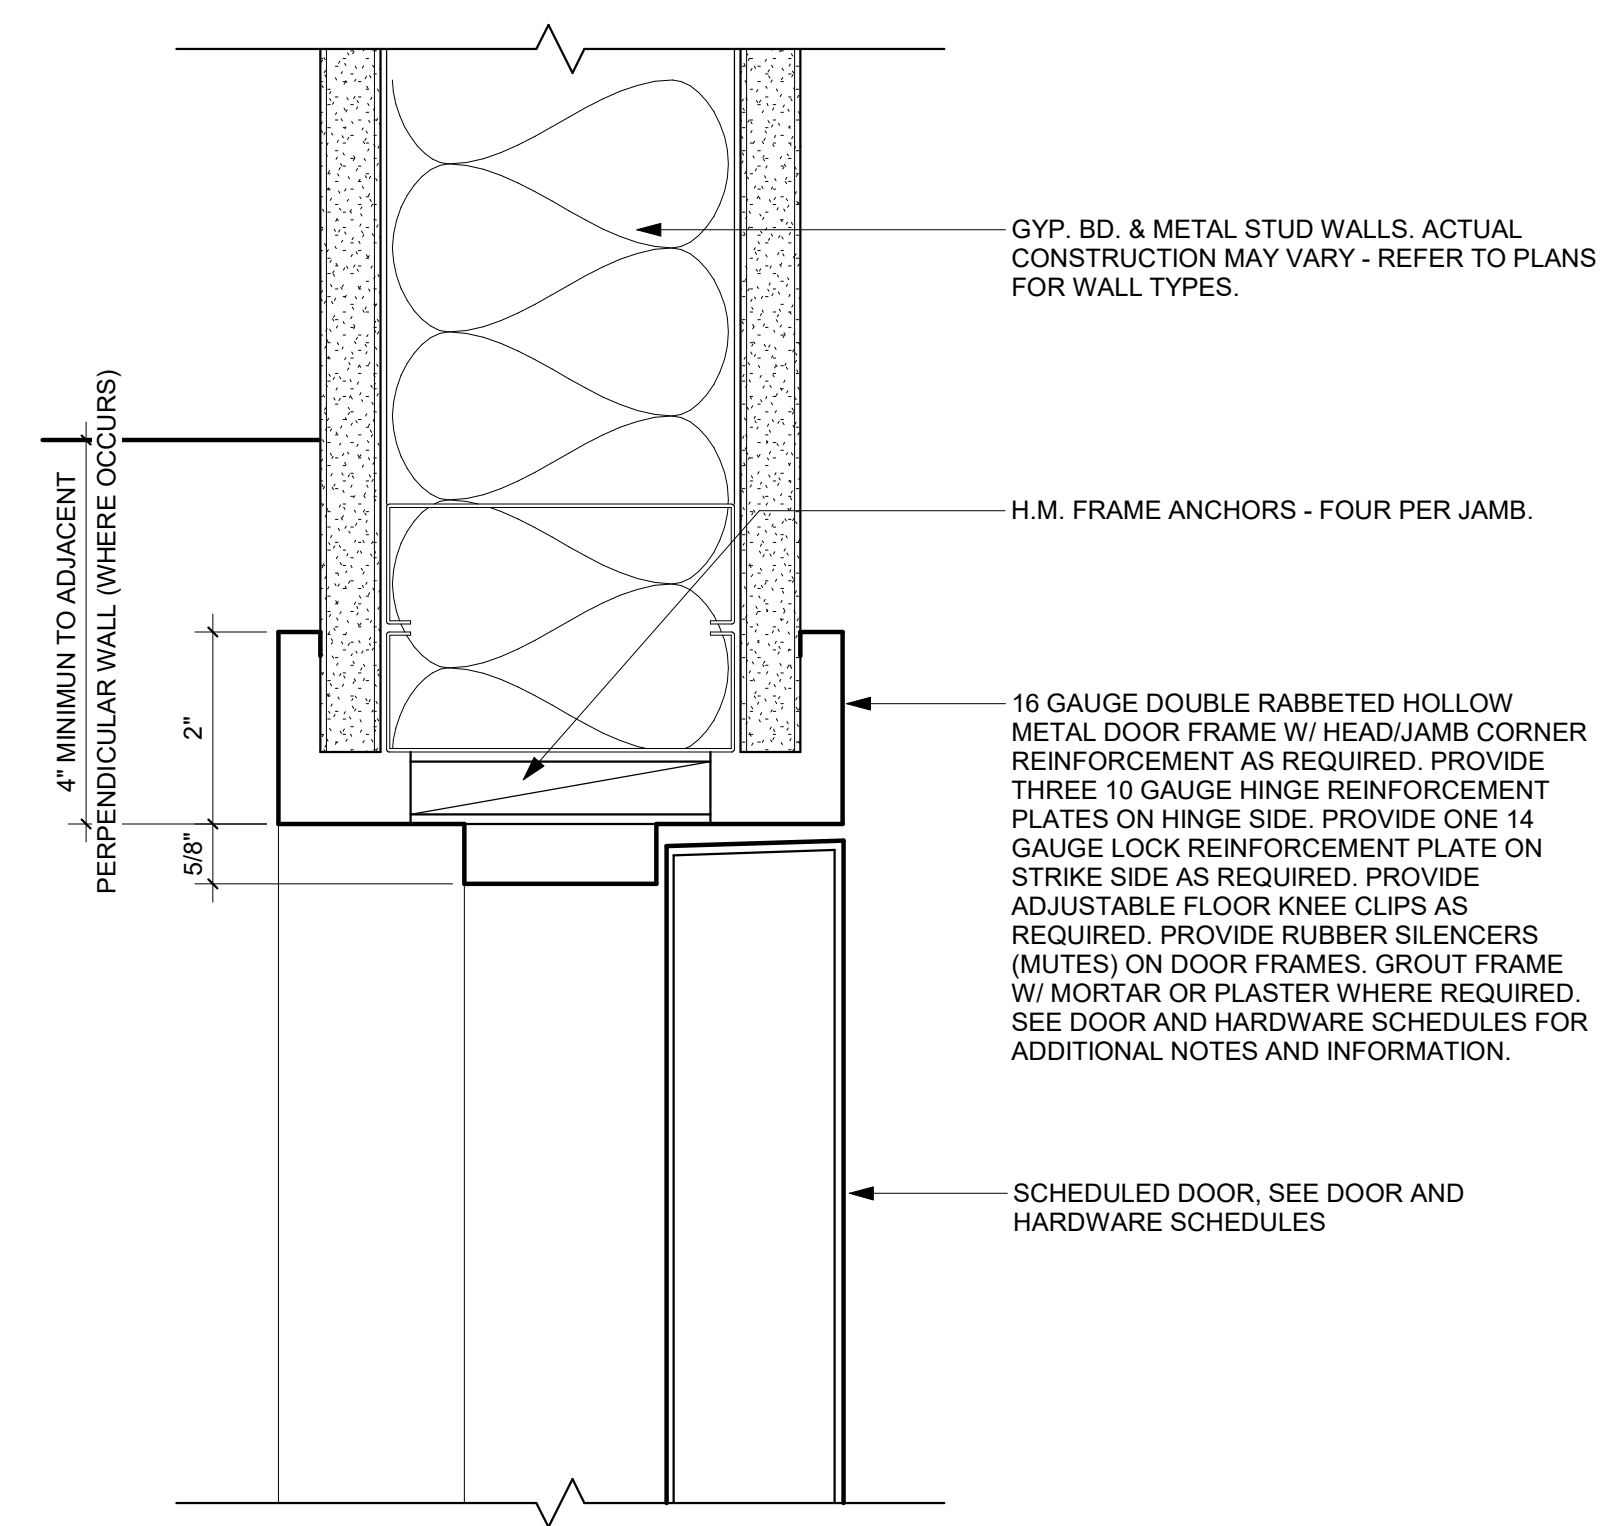 GYP. BD. & METAL STUD WALLS. ACTUAL
CONSTRUCTION MAY VARY - REFER TO PLANS
FOR WALL TYPES.
4" MINIMUN TO ADJACENT
PERPENDICULAR WALL (WHERE OCCURS)
H.M. FRAME ANCHORS - FOUR PER JAMB.
2"
5/8"
16 GAUGE DOUBLE RABBETED HOLLOW
METAL DOOR FRAME W/ HEAD/JAMB CORNER
REINFORCEMENT AS REQUIRED. PROVIDE
THREE 10 GAUGE HINGE REINFORCEMENT
PLATES ON HINGE SIDE. PROVIDE ONE 14
GAUGE LOCK REINFORCEMENT PLATE ON
STRIKE SIDE AS REQUIRED. PROVIDE
ADJUSTABLE FLOOR KNEE CLIPS AS
REQUIRED. PROVIDE RUBBER SILENCERS
(MUTES) ON DOOR FRAMES. GROUT FRAME
W/ MORTAR OR PLASTER WHERE REQUIRED.
SEE DOOR AND HARDWARE SCHEDULES FOR
ADDITIONAL NOTES AND INFORMATION.
SCHEDULED DOOR, SEE DOOR AND
HARDWARE SCHEDULES